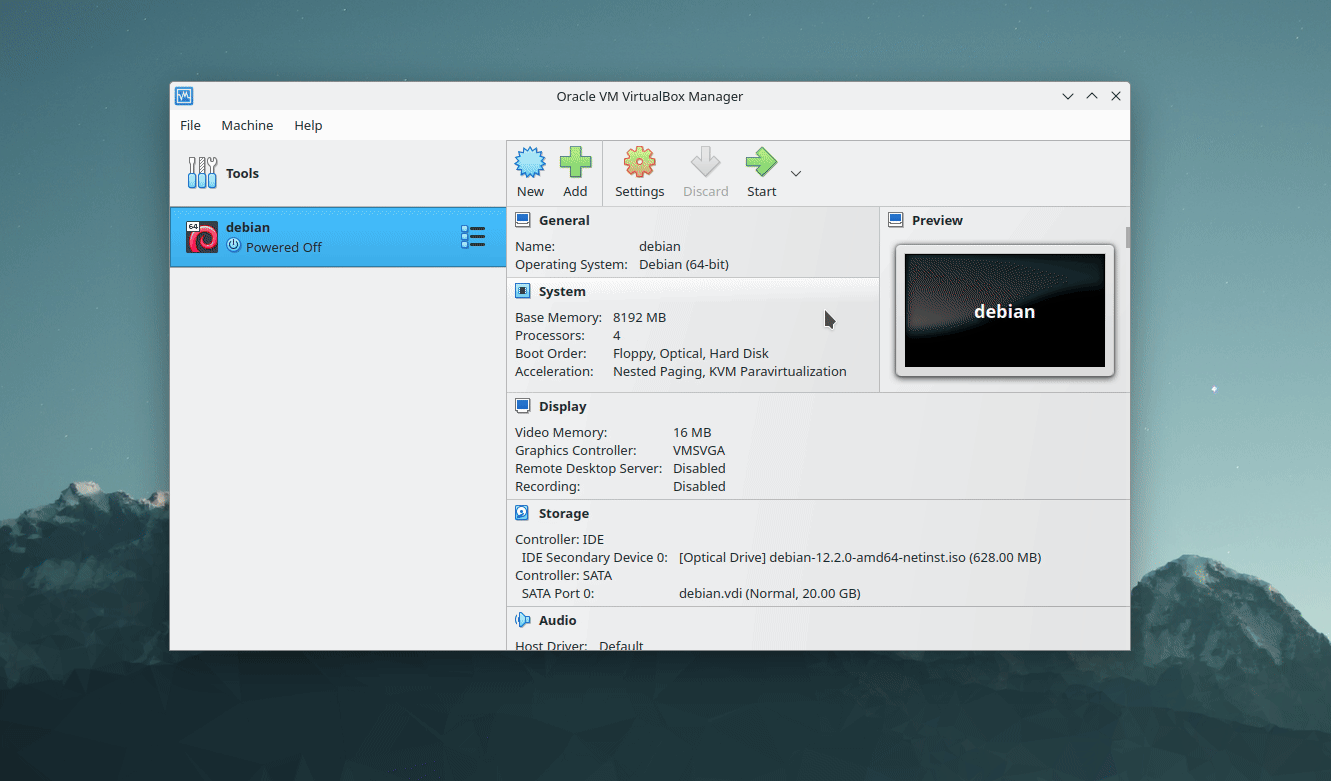 Oracle VM VirtualBox Manager
File Machine Help
Tools
New Add Settings Discard Start
64
debian
Powered Off
General
Name: debian
Operating System: Debian (64-bit)
Preview
debian
System
Base Memory: 8192 MB
Processors: 4
Boot Order: Floppy, Optical, Hard Disk
Acceleration: Nested Paging, KVM Paravirtualization
Display
Video Memory: 16 MB
Graphics Controller: VMSVGA
Remote Desktop Server: Disabled
Recording: Disabled
Storage
Controller: IDE
IDE Secondary Device 0: [Optical Drive] debian-12.2.0-amd64-netinst.iso (628.00 MB)
Controller: SATA
SATA Port 0: debian.vdi (Normal, 20.00 GB)
Audio
Host Driver: Default